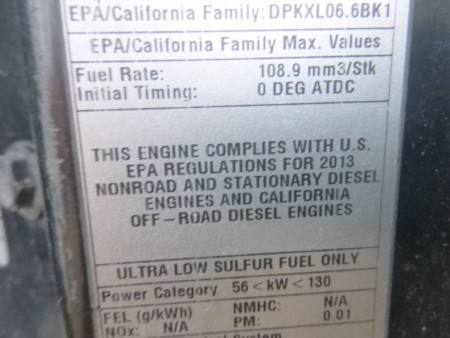 EPA/California Family: DPKXL06.6BK1
EPA/California Family Max. Values
Fuel Rate: 108.9 mm3/Stk
Initial Timing: 0 DEG ATDC
THIS ENGINE COMPLIES WITH U.S.
EPA REGULATIONS FOR 2013
NONROAD AND STATIONARY DIESEL
ENGINES AND CALIFORNIA
OFF-ROAD DIESEL ENGINES
ULTRA LOW SULFUR FUEL ONLY
Power Category 56 < kW < 130
FEL (g/kWh) NMHC: N/A
NOx: N/A PM: 0.01
System